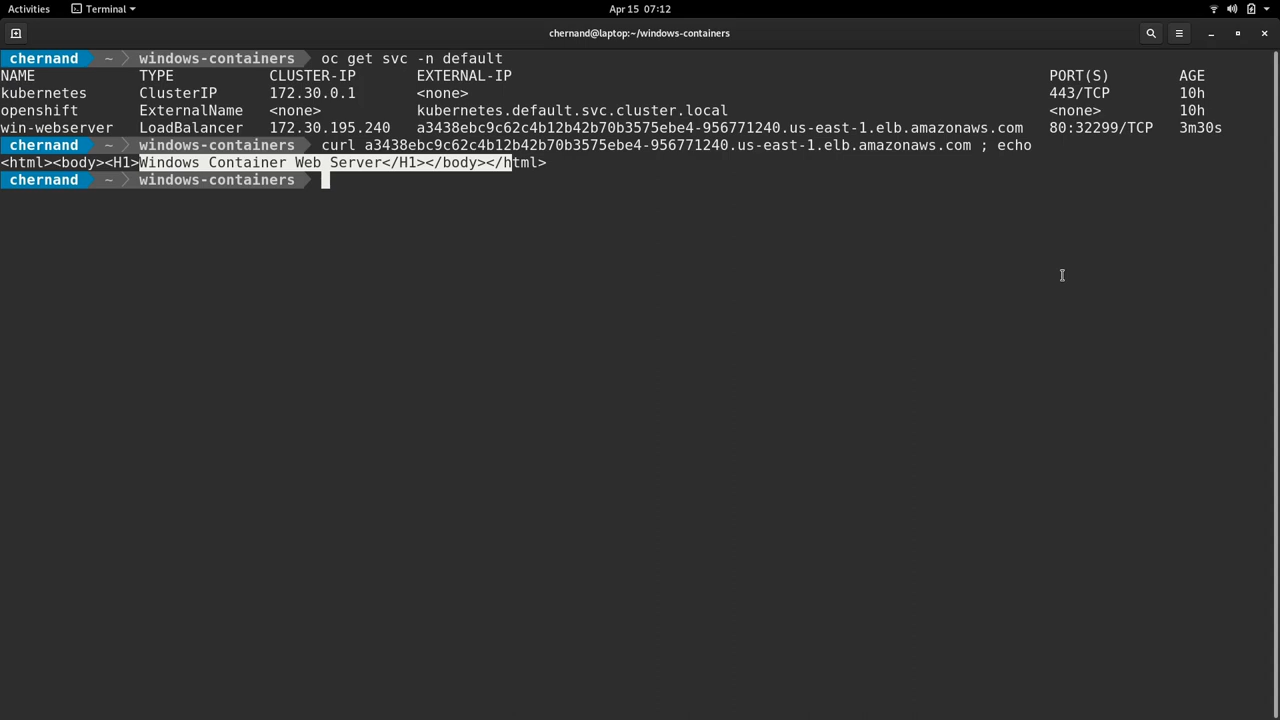 Activities Terminal Apr 15 07:12
chernand@laptop:~/windows-containers
chernand ~ windows-containers oc get svc -n default
NAME TYPE CLUSTER-IP EXTERNAL-IP PORT(S) AGE
kubernetes ClusterIP 172.30.0.1 <none> 443/TCP 10h
openshift ExternalName <none> kubernetes.default.svc.cluster.local <none> 10h
win-webserver LoadBalancer 172.30.195.240 a3438ebc9c62c4b12b42b70b3575ebe4-956771240.us-east-1.elb.amazonaws.com 80:32299/TCP 3m30s
chernand ~ windows-containers curl a3438ebc9c62c4b12b42b70b3575ebe4-956771240.us-east-1.elb.amazonaws.com ; echo
<html><body><H1>Windows Container Web Server</H1></body></html>
chernand ~ windows-containers